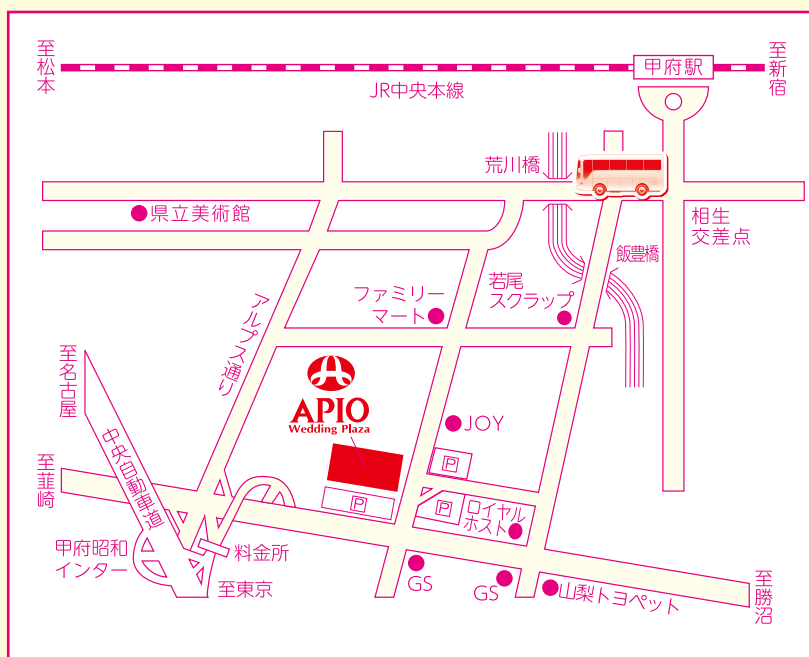 至松本
甲府駅
至新宿
JR中央本線
荒川橋
県立美術館
相生
交差点
飯豊橋
若尾
スクラップ
ファミリー
マート
アルプス通り
至名古屋
APIO
Wedding Plaza
JOY
中央自動車道
至韮崎
P
P
P
ロイヤル
ホスト
甲府昭和
インター
料金所
至東京
GS
GS
山梨トヨペット
至勝沼